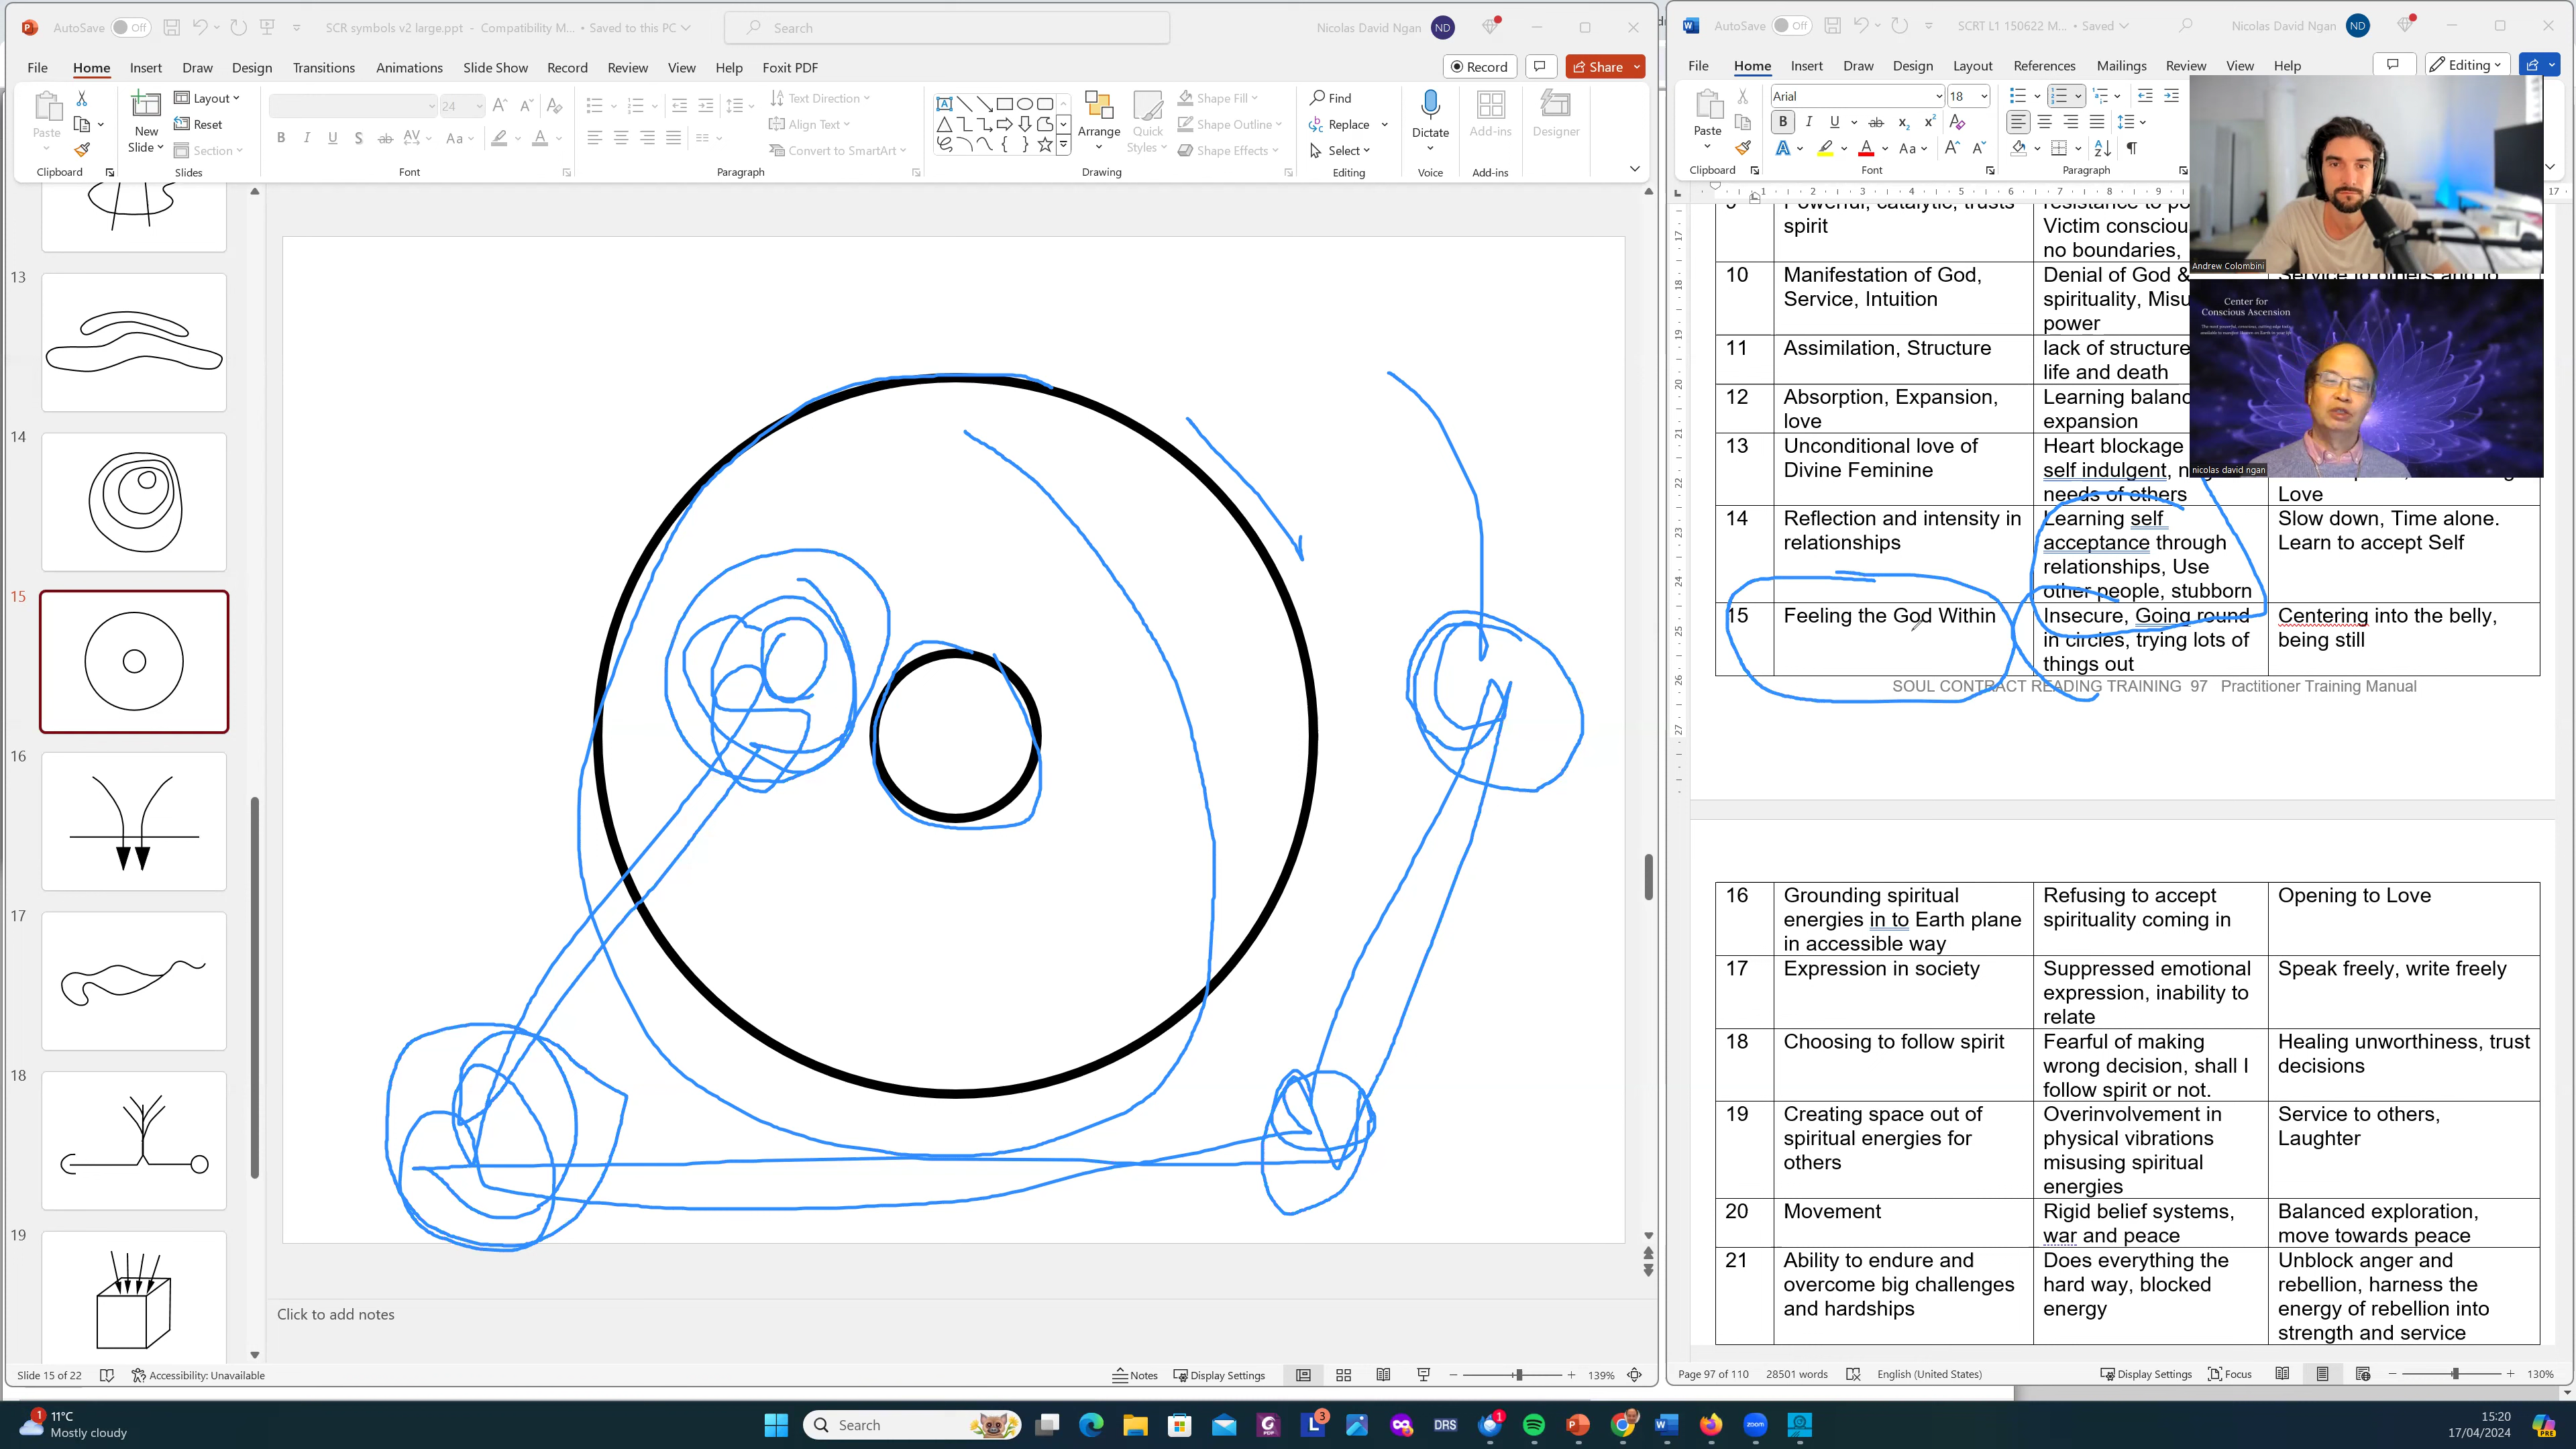 AutoSave Off SCR symbols v2 large.ppt - Compatibility M... • Saved to this PC Search Nicolas David Ngan ND
File Home Insert Draw Design Transitions Animations Slide Show Record Review View Help Foxit PDF Record Share
Paste New Slide Layout Reset Section 24
B I U S ab AV Aa A
Text Direction Align Text Convert to SmartArt
Arrange Quick Styles Shape Fill Shape Outline Shape Effects
Find Replace Select Dictate Add-ins Designer
Clipboard Slides Font Paragraph Drawing Editing Voice Add-ins
13
14
15
16
17
18
19
Click to add notes
Slide 15 of 22 Accessibility: Unavailable Notes Display Settings 139%
AutoSave Off SCRT L1 150622 M... • Saved Nicolas David Ngan ND
File Home Insert Draw Design Layout References Mailings Review View Help Editing
Paste Arial 18
B I U ab x2 x2 A
A A Aa A A
Clipboard Font Paragraph
Andrew Colombini
Center for
Conscious Ascension
nicolas david ngan
spirit Victim
no boundaries,
10 Manifestation of God, Denial of God &
Service, Intuition spirituality,
power
11 Assimilation, Structure lack of structure
life and death
12 Absorption, Expansion, Learning
love expansion
13 Unconditional love of Heart blockage
Divine Feminine self indulgent,
needs of others Love
14 Reflection and intensity in Learning self Slow down, Time alone.
relationships acceptance through Learn to accept Self
relationships, Use
other people, stubborn
15 Feeling the God Within Insecure, Going round Centering into the belly,
in circles, trying lots of being still
things out
SOUL CONTRACT READING TRAINING 97 Practitioner Training Manual
16 Grounding spiritual Refusing to accept Opening to Love
energies in to Earth plane spirituality coming in
in accessible way
17 Expression in society Suppressed emotional Speak freely, write freely
expression, inability to
relate
18 Choosing to follow spirit Fearful of making Healing unworthiness, trust
wrong decision, shall I decisions
follow spirit or not.
19 Creating space out of Overinvolvement in Service to others,
spiritual energies for physical vibrations Laughter
others misusing spiritual
energies
20 Movement Rigid belief systems, Balanced exploration,
war and peace move towards peace
21 Ability to endure and Does everything the Unblock anger and
overcome big challenges hard way, blocked rebellion, harness the
and hardships energy energy of rebellion into
strength and service
Page 97 of 110 28501 words English (United States) Display Settings Focus 130%
1 11°C
Mostly cloudy
Search
3 DRS 1 zoom
15:20
17/04/2024